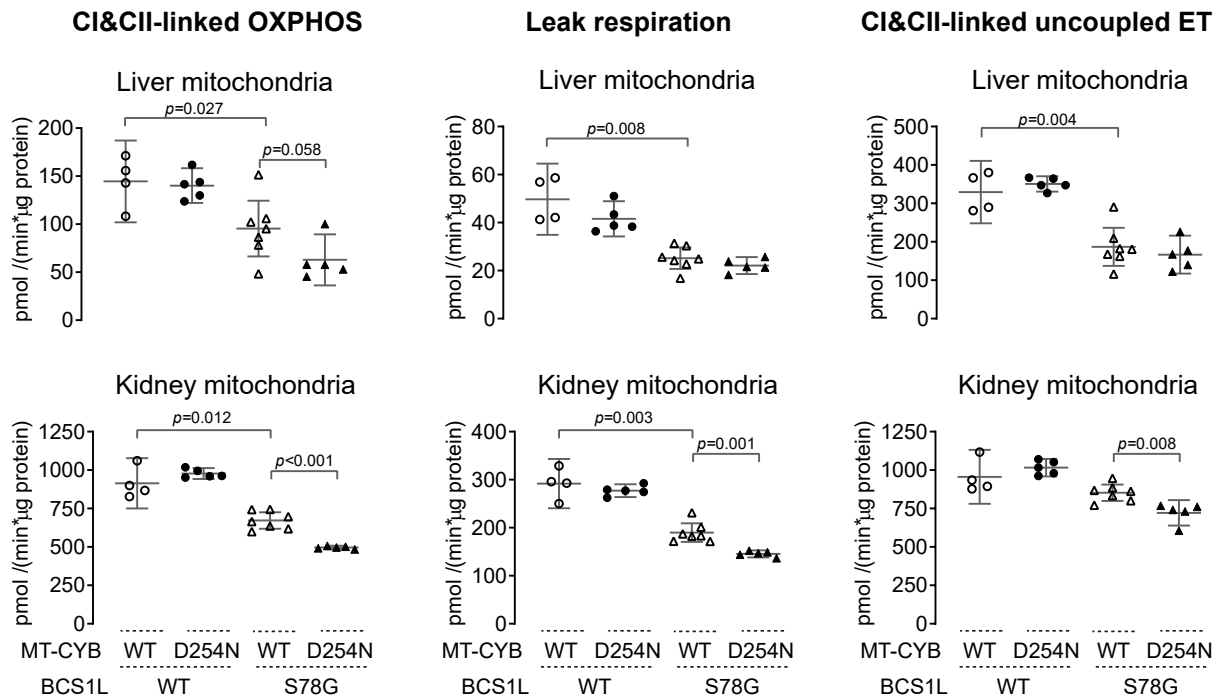 CI&CII-linked OXPHOS
Leak respiration
CI&CII-linked uncoupled ET
Liver mitochondria
Liver mitochondria
Liver mitochondria
p=0.027
p=0.058
200
150
100
50
0
pmol /(min*µg protein)
p=0.008
80
60
40
20
0
pmol /(min*µg protein)
p=0.004
500
400
300
200
100
0
pmol /(min*µg protein)
Kidney mitochondria
Kidney mitochondria
Kidney mitochondria
p=0.012
p<0.001
1250
1000
750
500
250
0
pmol /(min*µg protein)
p=0.003
p=0.001
400
300
200
100
0
pmol /(min*µg protein)
p=0.008
1250
1000
750
500
250
0
pmol /(min*µg protein)
MT-CYB WT D254N WT D254N WT D254N WT D254N WT D254N WT D254N
BCS1L WT S78G WT S78G WT S78G